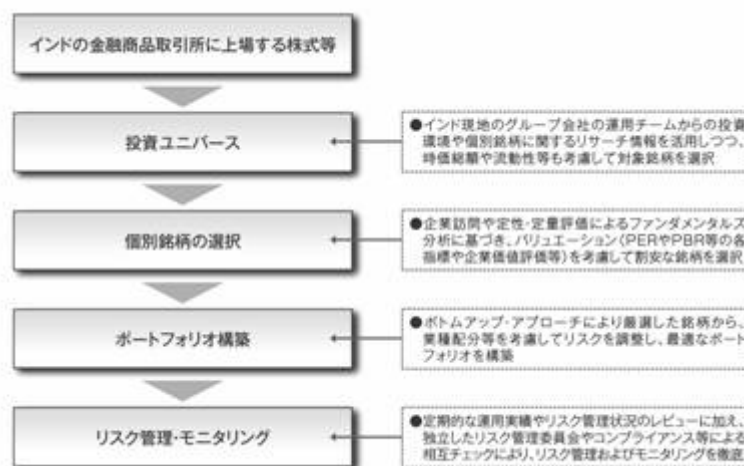 インドの金融商品取引所に上場する株式等
投資ユニバース
●インド現地のグループ会社の運用チームからの投資
環境や個別銘柄に関するリサーチ情報を活用しつつ、
時価総額や流動性等も考慮して対象銘柄を選択
個別銘柄の選択
●企業訪問や定性・定量評価によるファンダメンタルズ
分析に基づき、バリュエーション(PERやPBR等の各
指標や企業価値評価等)を考慮して割安な銘柄を選択
ポートフォリオ構築
●ボトムアップ・アプローチにより厳選した銘柄から、
業種配分等を考慮してリスクを調整し、最適なポート
フォリオを構築
リスク管理・モニタリング
●定期的な運用実績やリスク管理状況のレビューに加え、
独立したリスク管理委員会やコンプライアンス等による
相互チェックにより、リスク管理およびモニタリングを徹底